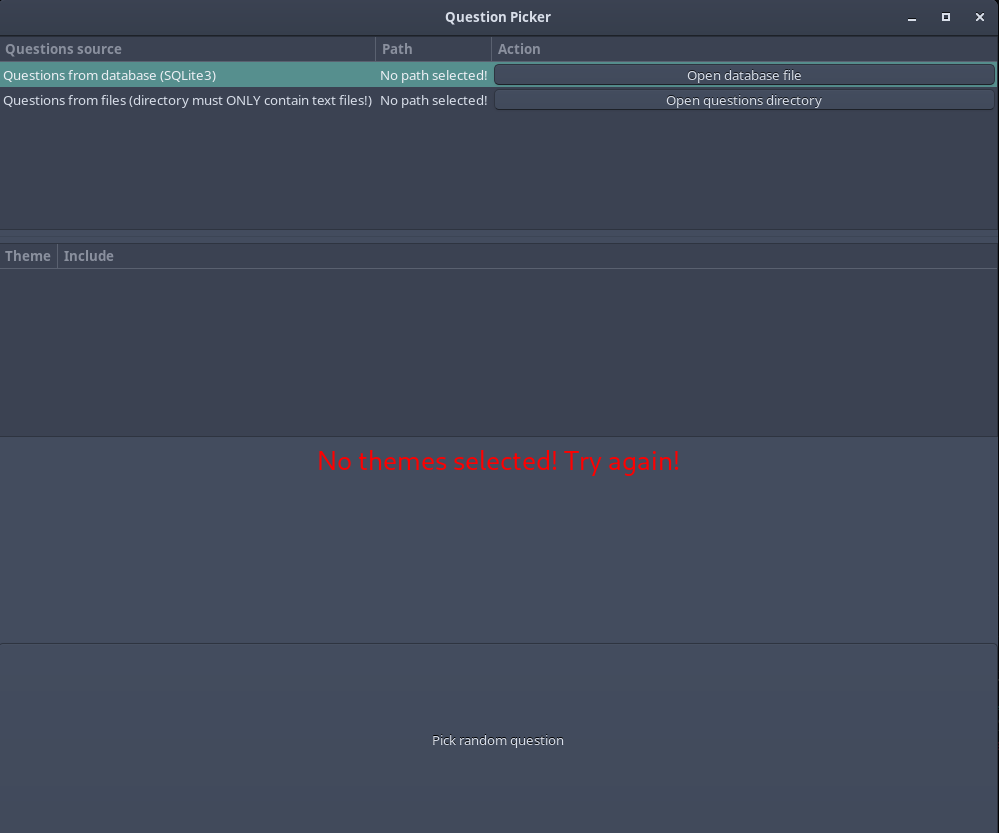 Question Picker
Questions source Path Action
Questions from database (SQLite3) No path selected! Open database file
Questions from files (directory must ONLY contain text files!) No path selected! Open questions directory
Theme Include
No themes selected! Try again!
Pick random question